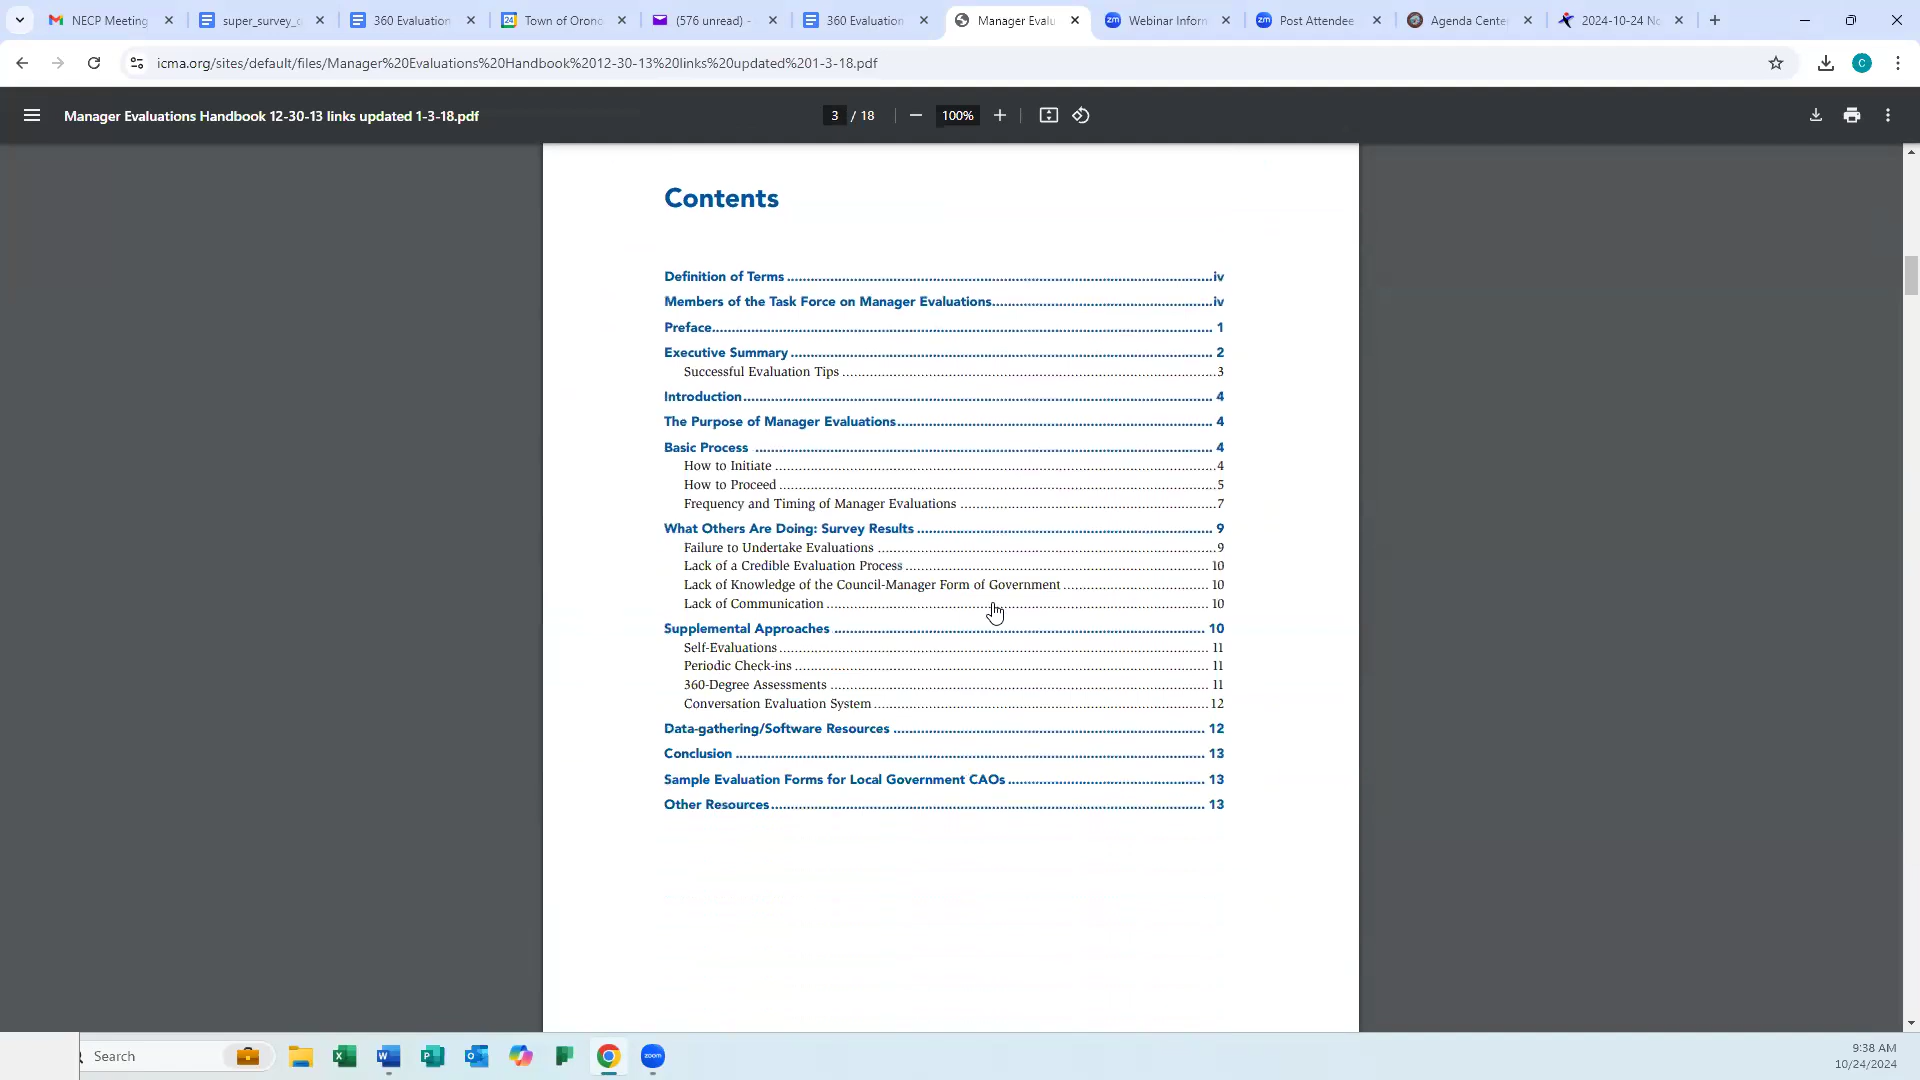 NECP Meeting
super_survey_
360 Evaluation
Town of Orono
(576 unread) -
360 Evaluation
Manager Evalu
Webinar Inform
Post Attendee
Agenda Center
2024-10-24 No
icma.org/sites/default/files/Manager%20Evaluations%20Handbook%2012-30-13%20links%20updated%201-3-18.pdf
C
Manager Evaluations Handbook 12-30-13 links updated 1-3-18.pdf
3 / 18
100%
Contents
Definition of Terms iv
Members of the Task Force on Manager Evaluations iv
Preface 1
Executive Summary 2
Successful Evaluation Tips 3
Introduction 4
The Purpose of Manager Evaluations 4
Basic Process 4
How to Initiate 4
How to Proceed 5
Frequency and Timing of Manager Evaluations 7
What Others Are Doing: Survey Results 9
Failure to Undertake Evaluations 9
Lack of a Credible Evaluation Process 10
Lack of Knowledge of the Council-Manager Form of Government 10
Lack of Communication 10
Supplemental Approaches 10
Self-Evaluations 11
Periodic Check-ins 11
360-Degree Assessments 11
Conversation Evaluation System 12
Data-gathering/Software Resources 12
Conclusion 13
Sample Evaluation Forms for Local Government CAOs 13
Other Resources 13
Search
zoom
9:38 AM
10/24/2024